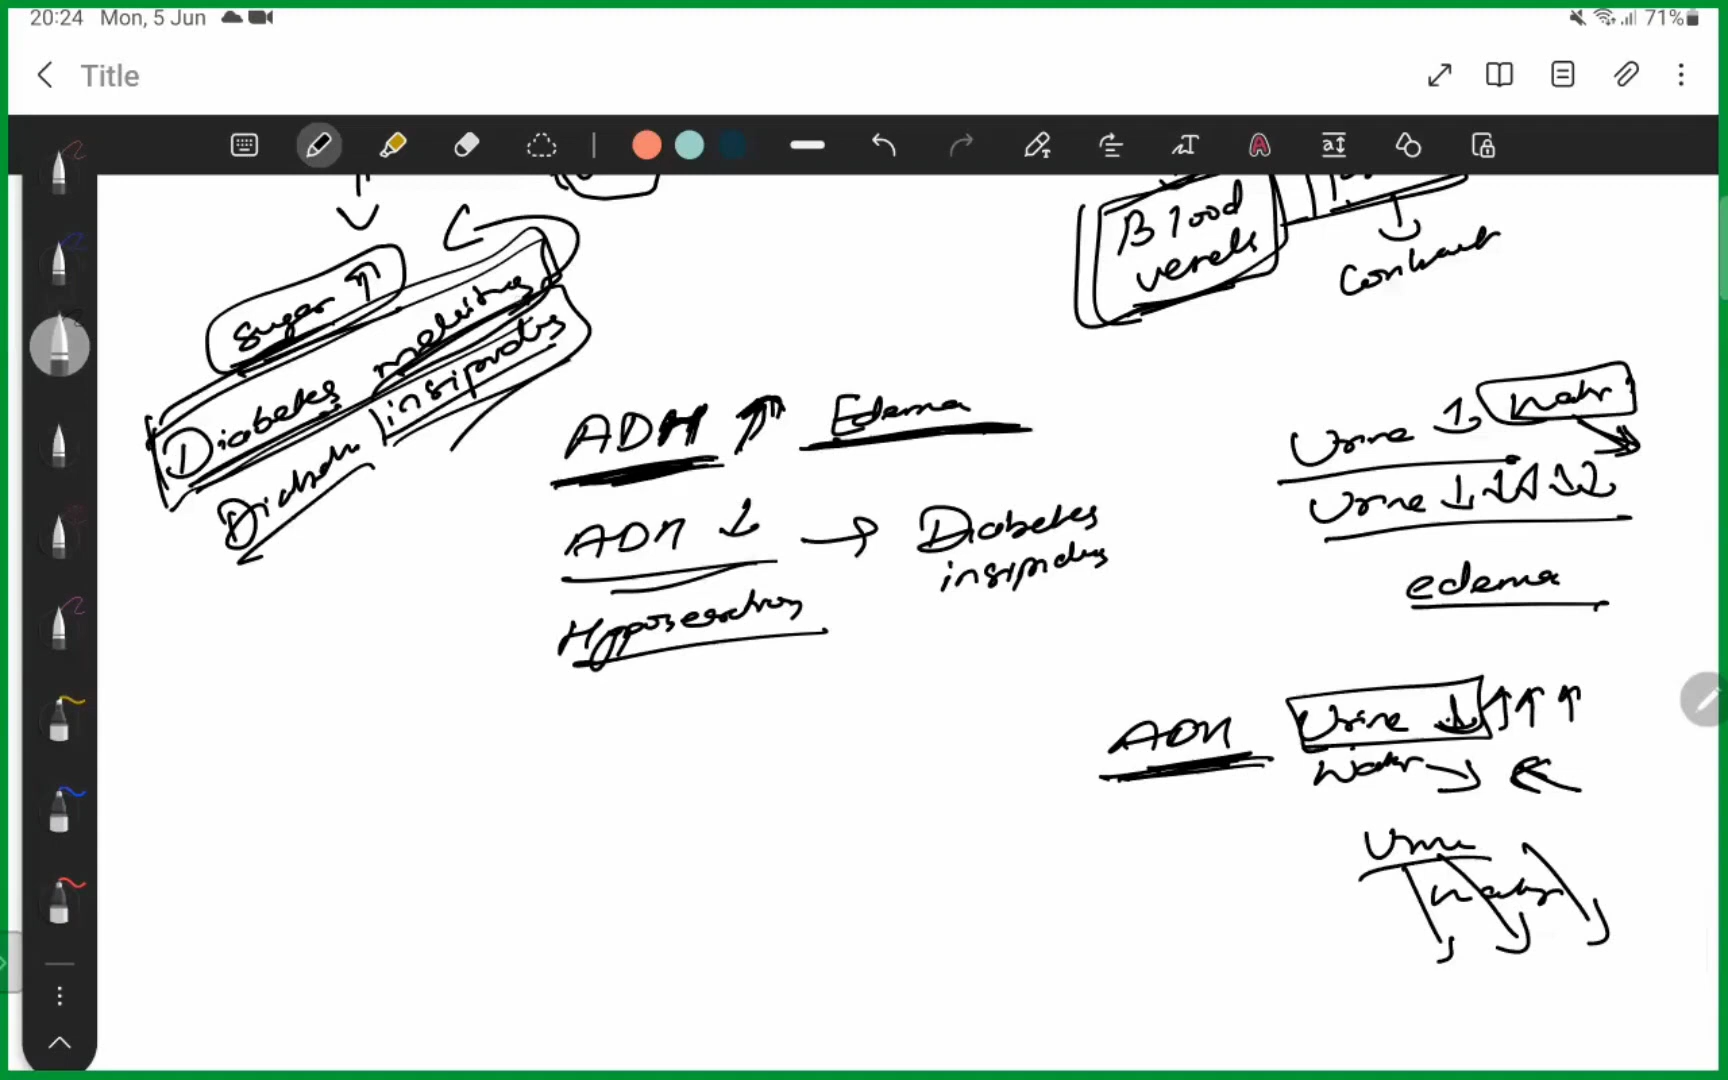 20:24 Mon, 5 Jun 71%
Title
Blood
vessels
Contract
Sugar ↑
Diabetes mellitus
insipidus
Diabetes
ADH ↑ Edema
ADH ↓ → Diabetes
insipidus
Hyposecretion
Urine ↓ water
Urine ↓
edema
ADH Urine ↓ ↑ ↑ ↑
Water →
Urine
water